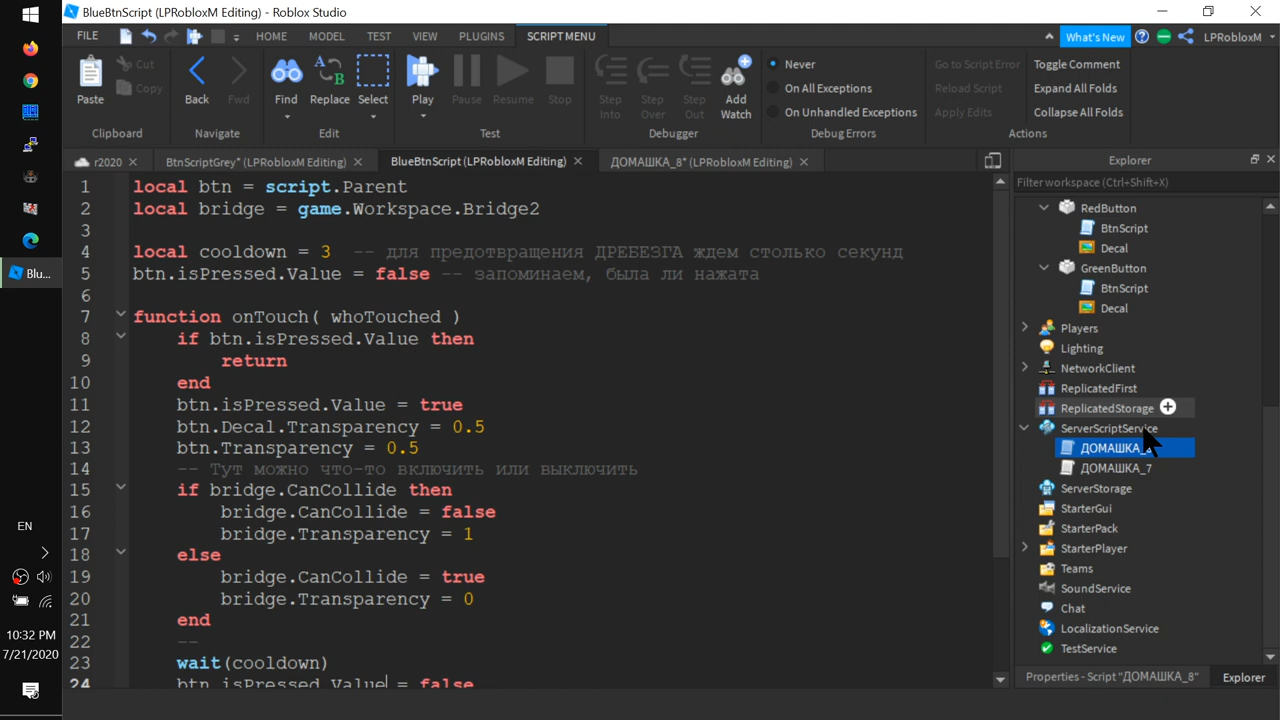 BlueBtnScript (LPRobloxM Editing) - Roblox Studio
FILE HOME MODEL TEST VIEW PLUGINS SCRIPT MENU What's New LPRobloxM
Paste Cut Copy Back Fwd Find Replace Select Play Pause Resume Stop Step Into Step Over Step Out Add Watch
Never
On All Exceptions
On Unhandled Exceptions
Go to Script Error
Reload Script
Apply Edits
Toggle Comment
Expand All Folds
Collapse All Folds
Clipboard Navigate Edit Test Debugger Debug Errors Actions
r2020 BtnScriptGrey* (LPRobloxM Editing) BlueBtnScript (LPRobloxM Editing) ДОМАШКА_8* (LPRobloxM Editing)
1 local btn = script.Parent
2 local bridge = game.Workspace.Bridge2
3
4 local cooldown = 3 -- для предотвращения ДРЕБЕЗГА ждем столько секунд
5 btn.isPressed.Value = false -- запоминаем, была ли нажата
6
7 function onTouch( whoTouched )
8 if btn.isPressed.Value then
9 return
10 end
11 btn.isPressed.Value = true
12 btn.Decal.Transparency = 0.5
13 btn.Transparency = 0.5
14 -- Тут можно что-то включить или выключить
15 if bridge.CanCollide then
16 bridge.CanCollide = false
17 bridge.Transparency = 1
18 else
19 bridge.CanCollide = true
20 bridge.Transparency = 0
21 end
22 --
23 wait(cooldown)
24 btn.isPressed.Value = false
Explorer
Filter workspace (Ctrl+Shift+X)
RedButton
BtnScript
Decal
GreenButton
BtnScript
Decal
Players
Lighting
NetworkClient
ReplicatedFirst
ReplicatedStorage
ServerScriptService
ДОМАШКА_
ДОМАШКА_7
ServerStorage
StarterGui
StarterPack
StarterPlayer
Teams
SoundService
Chat
LocalizationService
TestService
Properties - Script "ДОМАШКА_8" Explorer
Blu...
EN
10:32 PM
7/21/2020